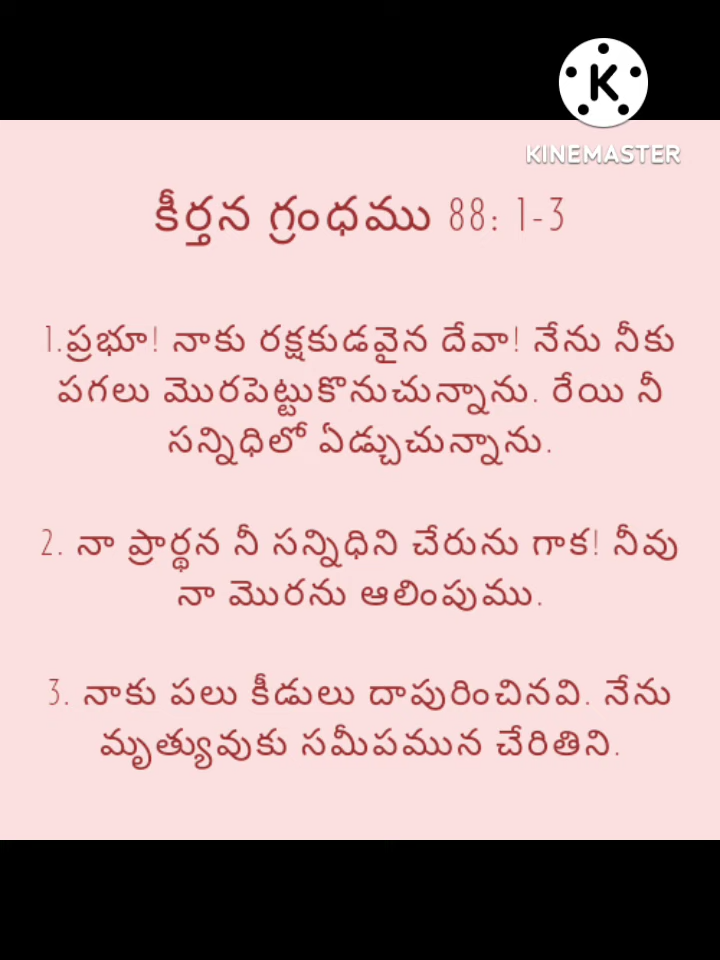 K
KINEMASTER
కీర్తన గ్రంధము 88: 1-3
1.ప్రభూ! నాకు రక్షకుడవైన దేవా! నేను నీకు
పగలు మొరపెట్టుకొనుచున్నాను. రేయి నీ
సన్నిధిలో ఏడ్చుచున్నాను.
2. నా ప్రార్థన నీ సన్నిధిని చేరును గాక! నీవు
నా మొరను ఆలింపుము.
3. నాకు పలు కీడులు దాపురించినవి. నేను
మృత్యువుకు సమీపమున చేరితిని.